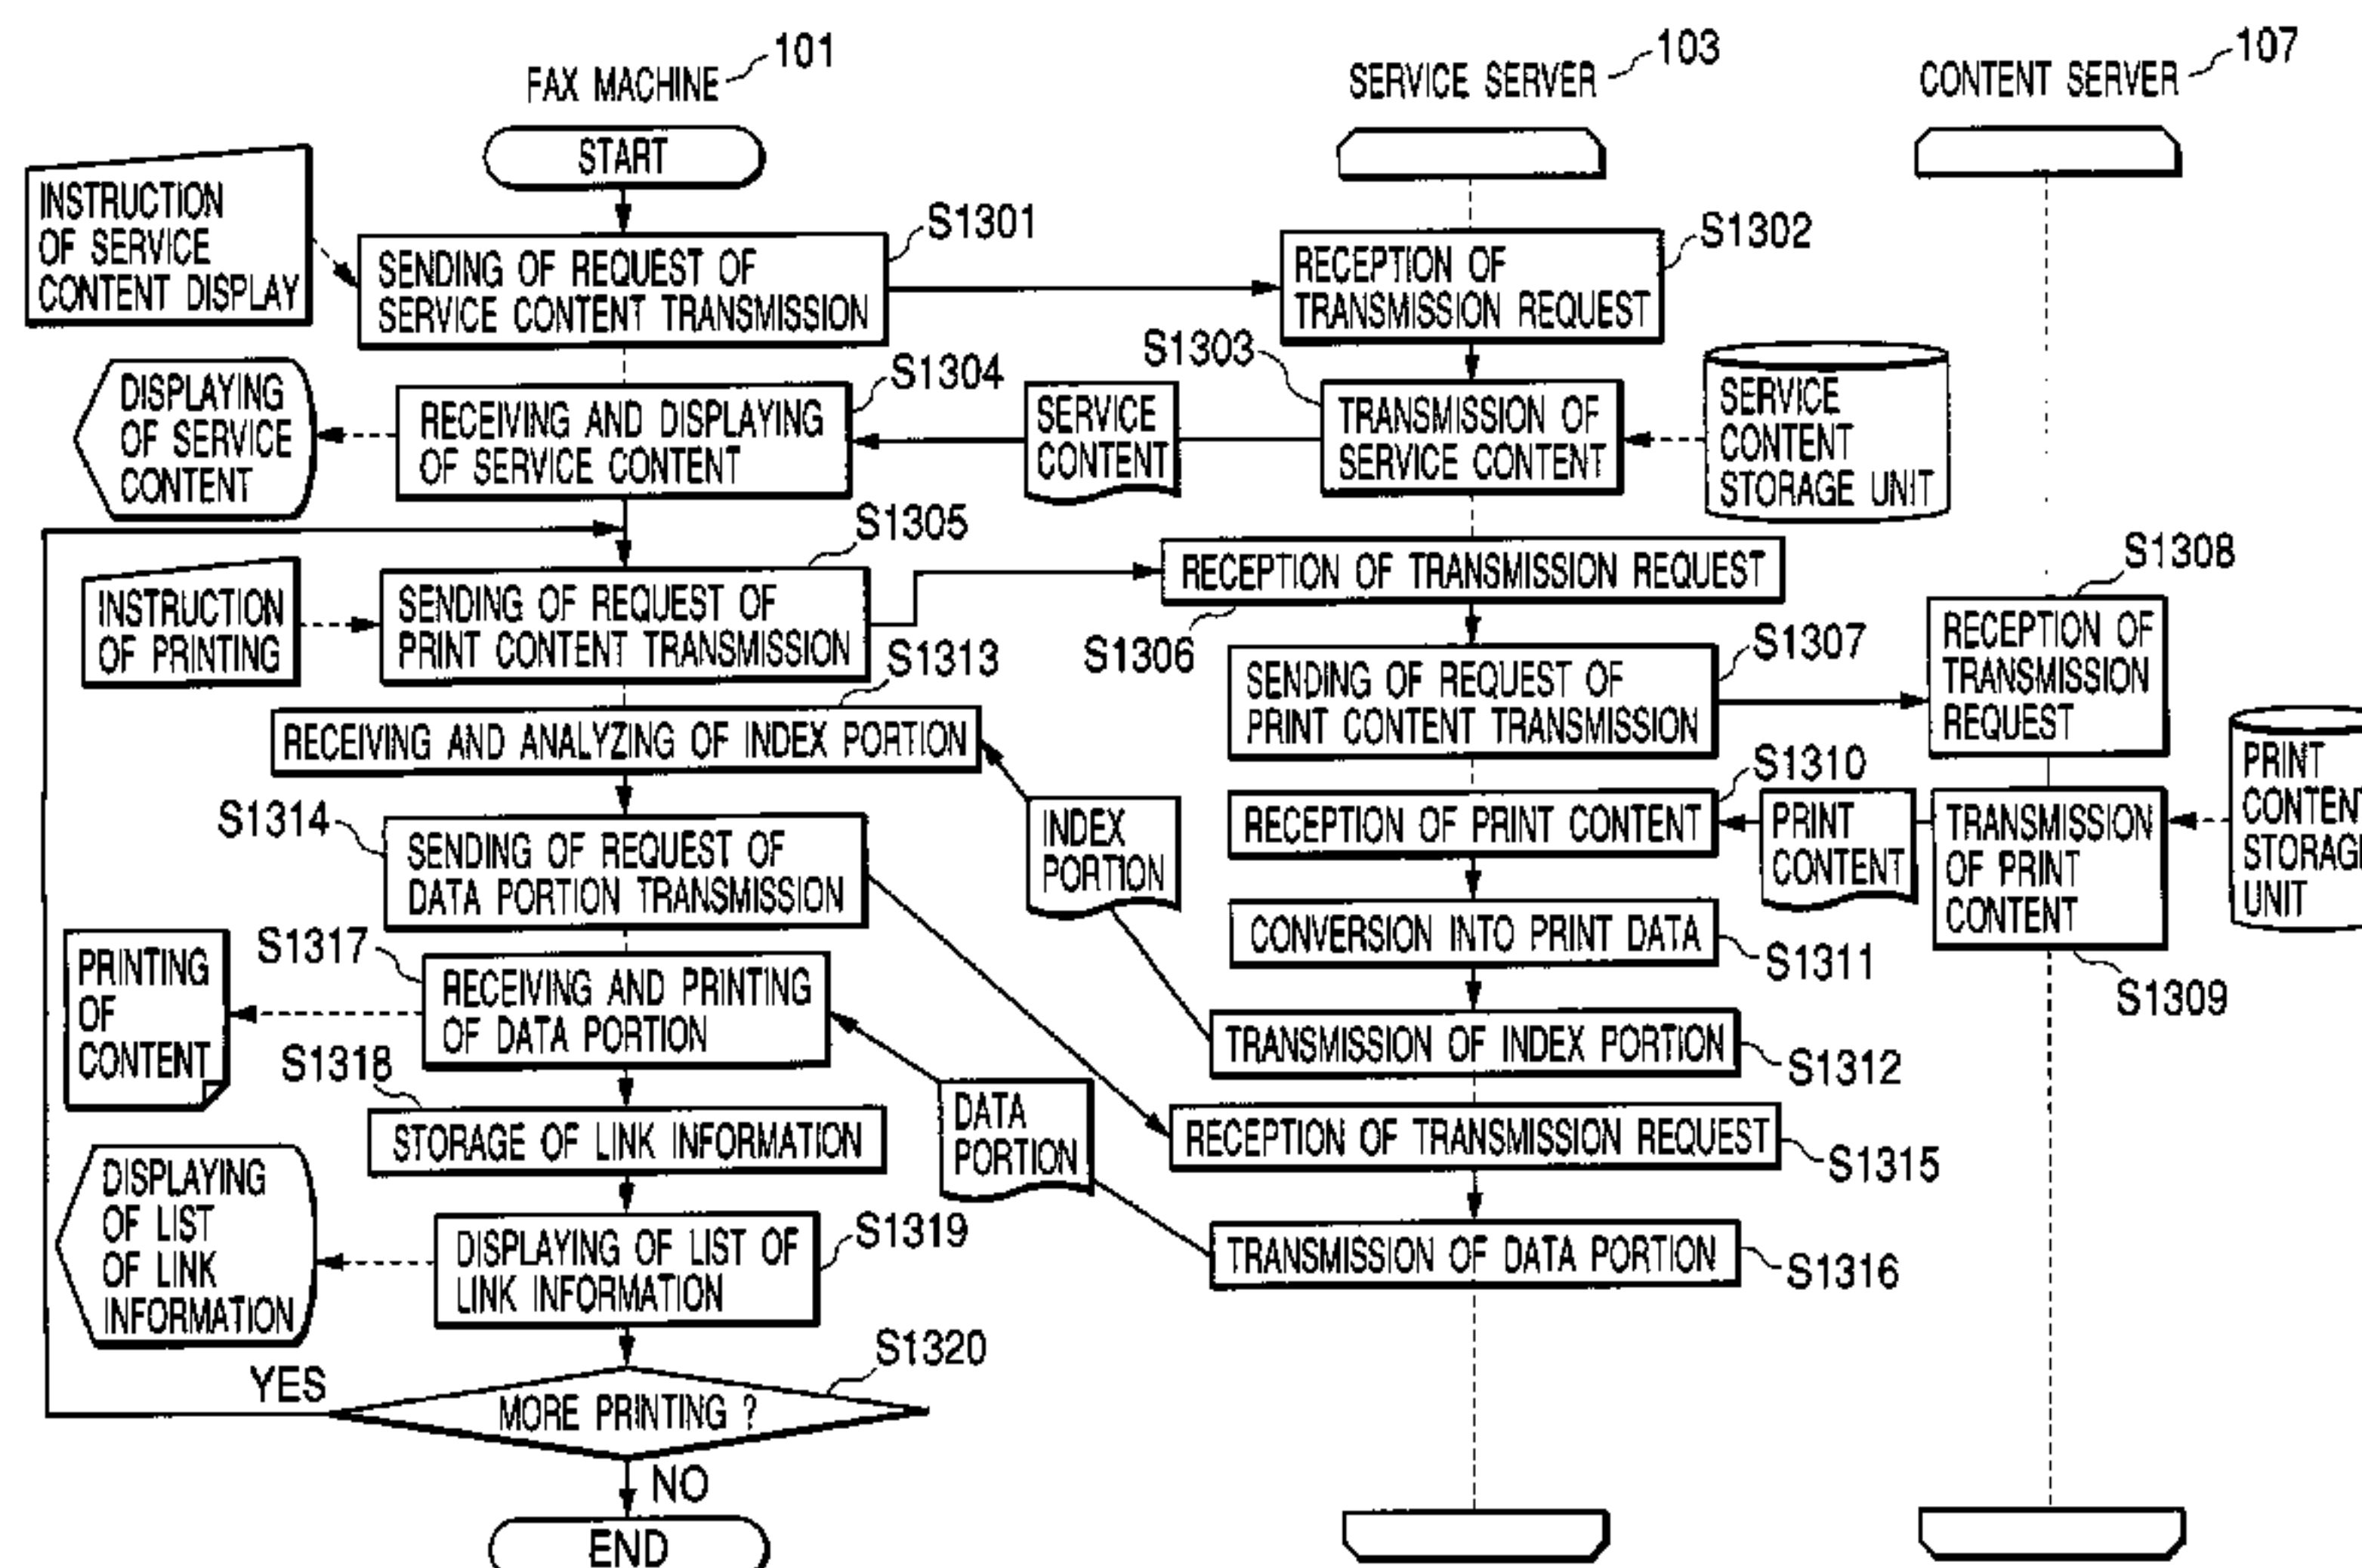 FAX MACHINE 101
SERVICE SERVER 103
CONTENT SERVER 107
START
INSTRUCTION
OF SERVICE
CONTENT DISPLAY
S1301
SENDING OF REQUEST OF
SERVICE CONTENT TRANSMISSION
S1302
RECEPTION OF
TRANSMISSION REQUEST
S1303
TRANSMISSION OF
SERVICE CONTENT
SERVICE
CONTENT
STORAGE UNIT
SERVICE
CONTENT
S1304
RECEIVING AND DISPLAYING
OF SERVICE CONTENT
DISPLAYING
OF SERVICE
CONTENT
S1305
INSTRUCTION
OF PRINTING
SENDING OF REQUEST OF
PRINT CONTENT TRANSMISSION
RECEPTION OF TRANSMISSION REQUEST
S1306
S1307
SENDING OF REQUEST OF
PRINT CONTENT TRANSMISSION
S1308
RECEPTION OF
TRANSMISSION
REQUEST
PRINT
CONTENT
STORAGE
UNIT
TRANSMISSION
OF PRINT
CONTENT
S1309
PRINT
CONTENT
S1310
RECEPTION OF PRINT CONTENT
CONVERSION INTO PRINT DATA
S1311
TRANSMISSION OF INDEX PORTION
S1312
INDEX
PORTION
S1313
RECEIVING AND ANALYZING OF INDEX PORTION
S1314
SENDING OF REQUEST OF
DATA PORTION TRANSMISSION
RECEPTION OF TRANSMISSION REQUEST
S1315
TRANSMISSION OF DATA PORTION
S1316
DATA
PORTION
S1317
RECEIVING AND PRINTING
OF DATA PORTION
PRINTING
OF
CONTENT
S1318
STORAGE OF LINK INFORMATION
S1319
DISPLAYING OF LIST OF
LINK INFORMATION
DISPLAYING
OF LIST
OF LINK
INFORMATION
S1320
MORE PRINTING ?
YES
NO
END